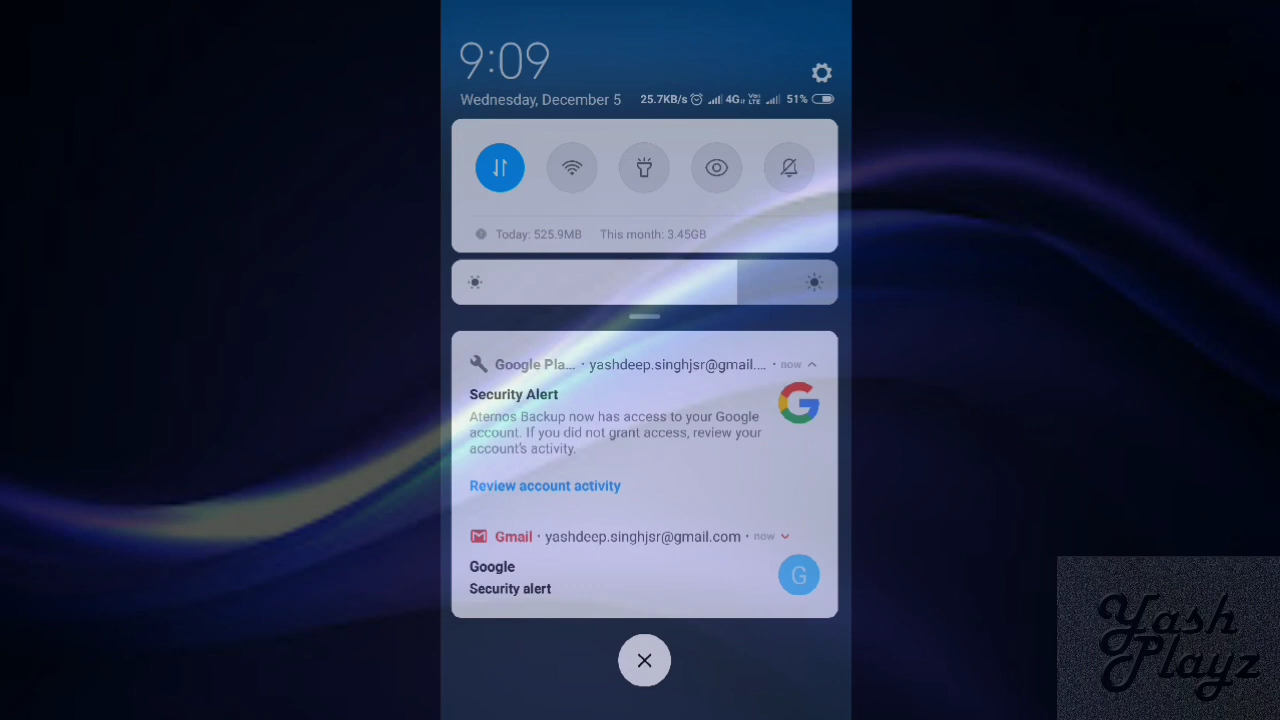 9:09
Wednesday, December 5
25.7KB/s 4G VoLTE 51%
Today: 525.9MB This month: 3.45GB
Google Pla... · yashdeep.singhjsr@gmail.... · now
Security Alert
Aternos Backup now has access to your Google
account. If you did not grant access, review your
account's activity.
Review account activity
Gmail · yashdeep.singhjsr@gmail.com · now
Google
G
Security alert
Yash
Playz